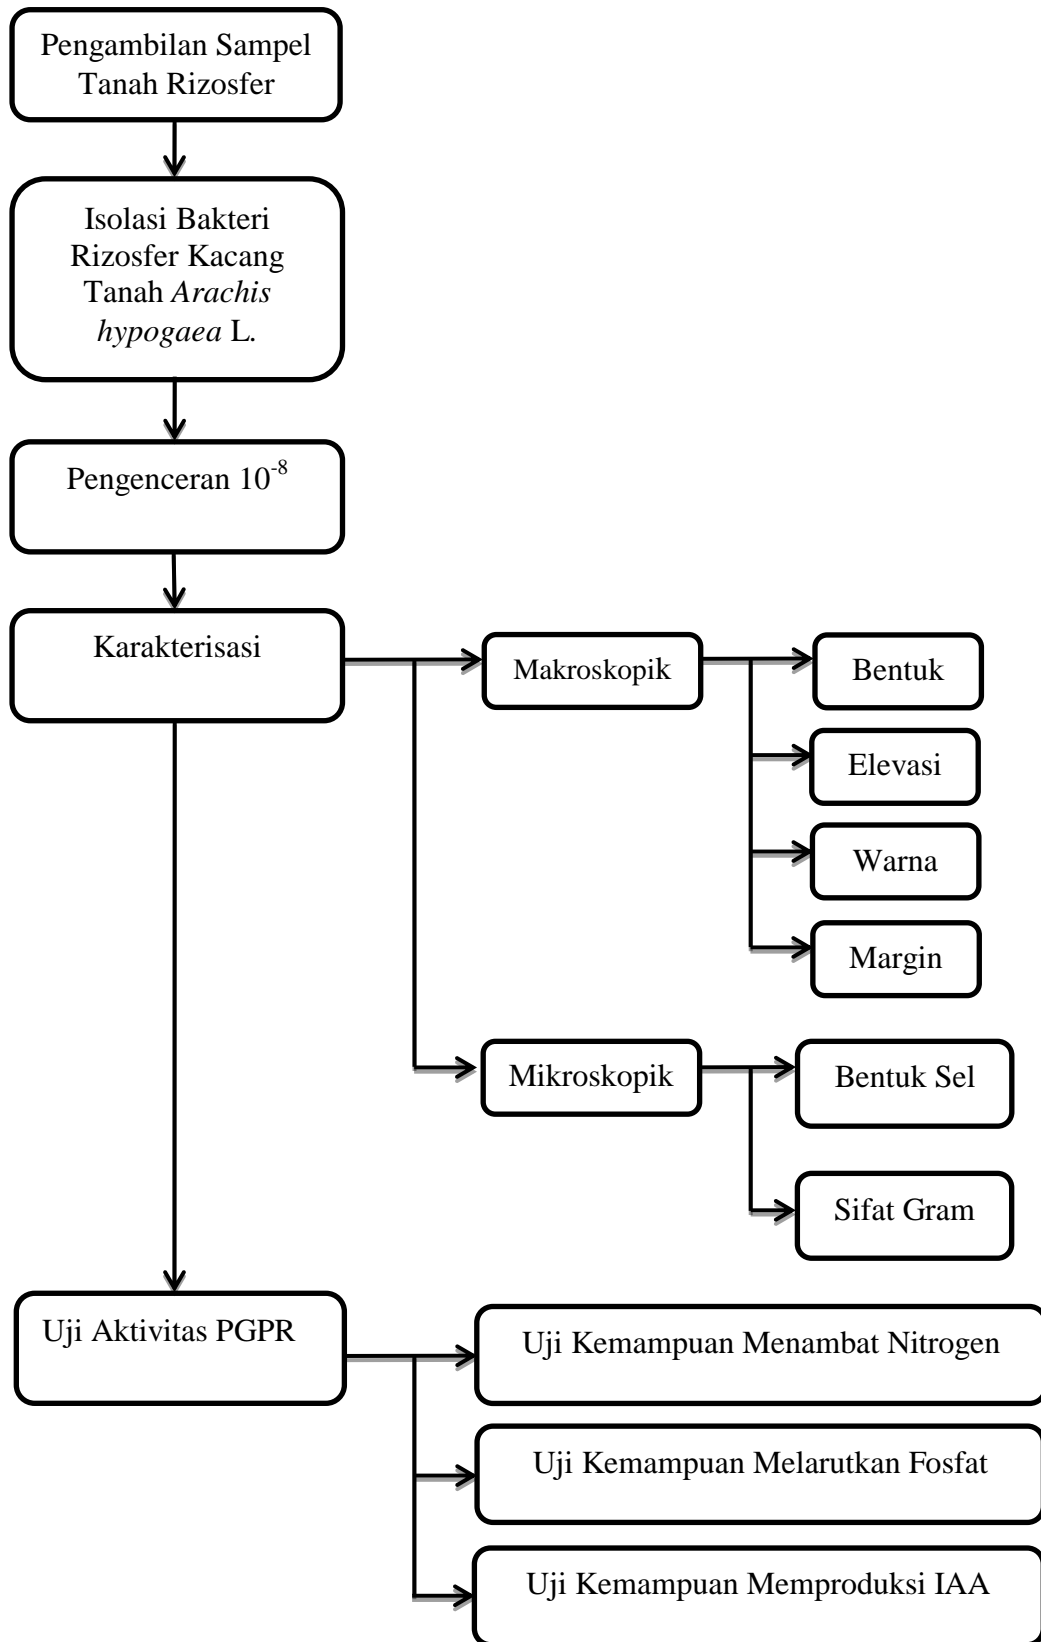 Pengambilan Sampel
Tanah Rizosfer
Isolasi Bakteri
Rizosfer Kacang
Tanah Arachis
hypogaea L.
Pengenceran 10⁻⁸
Karakterisasi
Makroskopik
Bentuk
Elevasi
Warna
Margin
Mikroskopik
Bentuk Sel
Sifat Gram
Uji Aktivitas PGPR
Uji Kemampuan Menambat Nitrogen
Uji Kemampuan Melarutkan Fosfat
Uji Kemampuan Memproduksi IAA